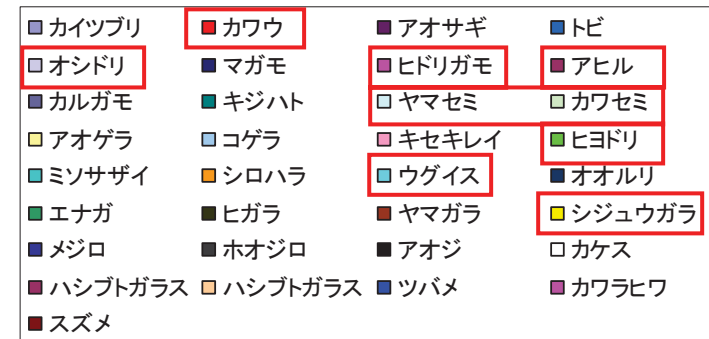 カイツブリ カワウ アオサギ トビ
オシドリ マガモ ヒドリガモ アヒル
カルガモ キジハト ヤマセミ カワセミ
アオゲラ コゲラ キセキレイ ヒヨドリ
ミソサザイ シロハラ ウグイス オオルリ
エナガ ヒガラ ヤマガラ シジュウガラ
メジロ ホオジロ アオジ カケス
ハシブトガラス ハシブトガラス ツバメ カワラヒワ
スズメ